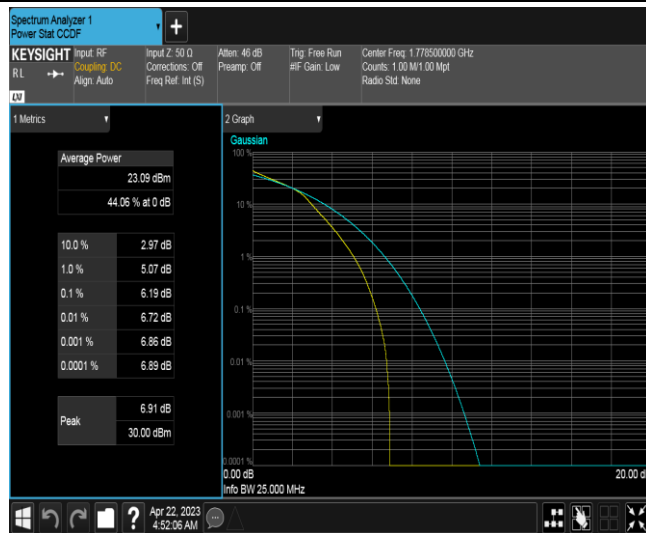 Spectrum Analyzer 1
Power Stat CCDF
KEYSIGHT
RL
Input: RF
Coupling: DC
Align: Auto
Input Z: 50 Ω
Corrections: Off
Freq Ref: Int (S)
Atten: 46 dB
Preamp: Off
Trig: Free Run
#IF Gain: Low
Center Freq: 1.778500000 GHz
Counts: 1.00 M/1.00 Mpt
Radio Std: None
1 Metrics
Average Power
23.09 dBm
44.06 % at 0 dB
10.0 % 2.97 dB
1.0 % 5.07 dB
0.1 % 6.19 dB
0.01 % 6.72 dB
0.001 % 6.86 dB
0.0001 % 6.89 dB
Peak
6.91 dB
30.00 dBm
2 Graph
Gaussian
100 %
10 %
1 %
0.1 %
0.01 %
0.001 %
0.0001 %
0.00 dB
20.00 d
Info BW 25.000 MHz
?
Apr 22, 2023
4:52:06 AM